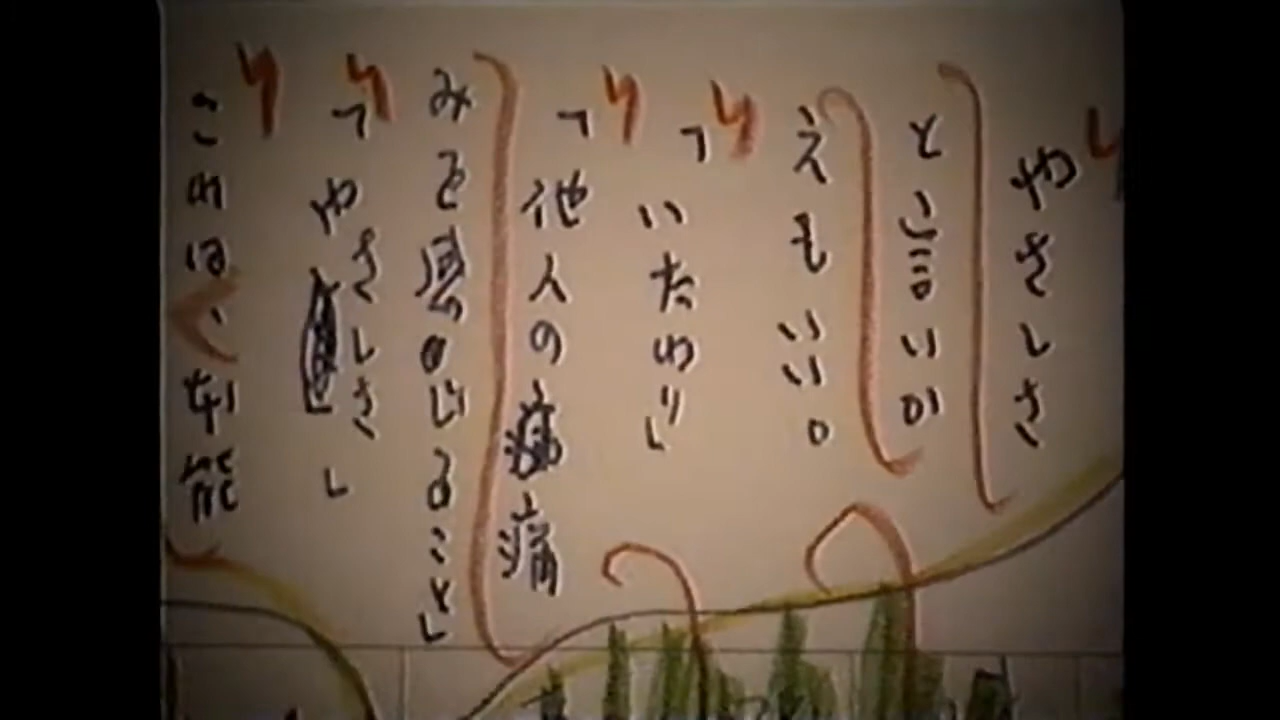 やさしさ
と言いか
えもいい。
「いたわり」
「他人の痛
みを感じること」
「やさしさ」
これは、本能